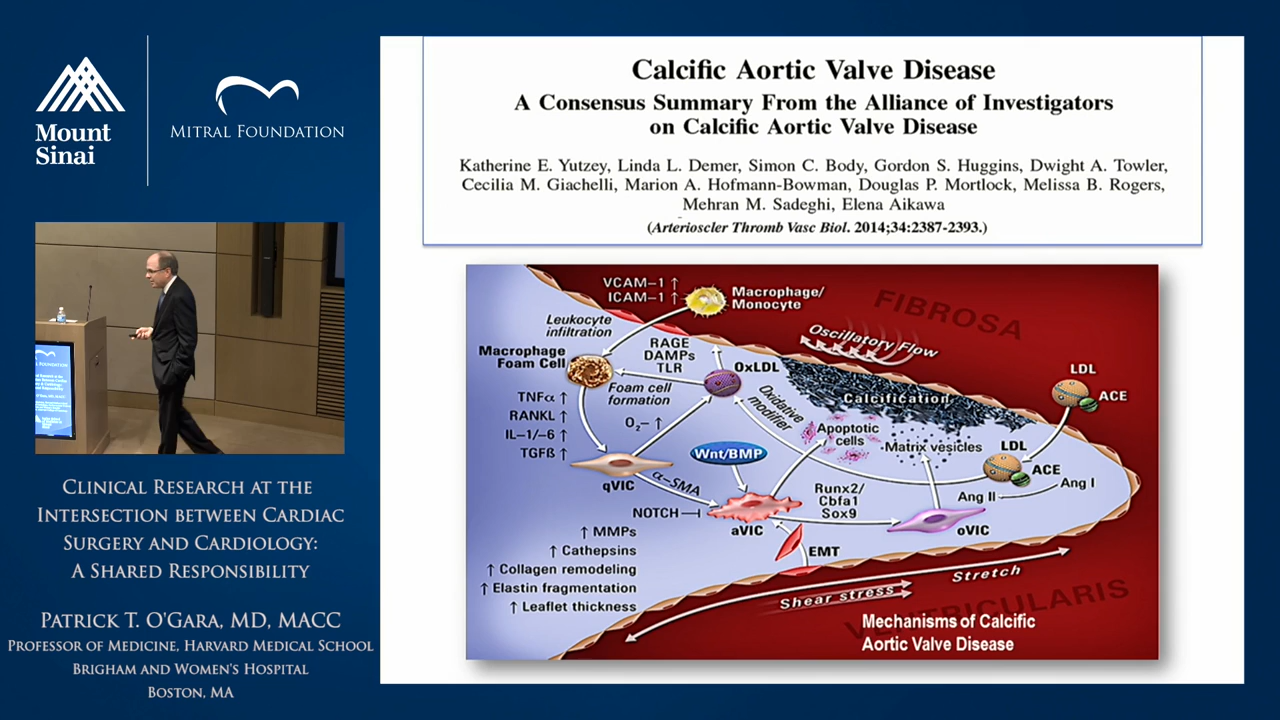 Mount
Sinai
MITRAL FOUNDATION
CLINICAL RESEARCH AT THE
INTERSECTION BETWEEN CARDIAC
SURGERY AND CARDIOLOGY:
A SHARED RESPONSIBILITY
PATRICK T. O'GARA, MD, MACC
PROFESSOR OF MEDICINE, HARVARD MEDICAL SCHOOL
BRIGHAM AND WOMEN'S HOSPITAL
BOSTON, MA
Calcific Aortic Valve Disease
A Consensus Summary From the Alliance of Investigators
on Calcific Aortic Valve Disease
Katherine E. Yutzey, Linda L. Demer, Simon C. Body, Gordon S. Huggins, Dwight A. Towler,
Cecilia M. Giachelli, Marion A. Hofmann-Bowman, Douglas P. Mortlock, Melissa B. Rogers,
Mehran M. Sadeghi, Elena Aikawa
(Arterioscler Thromb Vasc Biol. 2014;34:2387-2393.)
VCAM-1 ↑
ICAM-1 ↑
Macrophage/
Monocyte
FIBROSA
Leukocyte
infiltration
Oscillatory Flow
Macrophage
Foam Cell
RAGE
DAMPs
TLR
OxLDL
LDL
ACE
Foam cell
formation
TNFα ↑
RANKL ↑
IL-1/-6 ↑
TGFß ↑
O₂- ↑
Oxidative
modifier
Calcification
Apoptotic
cells
Matrix vesicles
LDL
ACE
Wnt/BMP
qVIC
α-SMA
Ang I
Ang II
Runx2/
Cbfa1
Sox9
NOTCH
aVIC
oVIC
EMT
↑ MMPs
↑ Cathepsins
↑ Collagen remodeling
↑ Elastin fragmentation
↑ Leaflet thickness
Shear stress
Stretch
VENTRICULARIS
Mechanisms of Calcific
Aortic Valve Disease